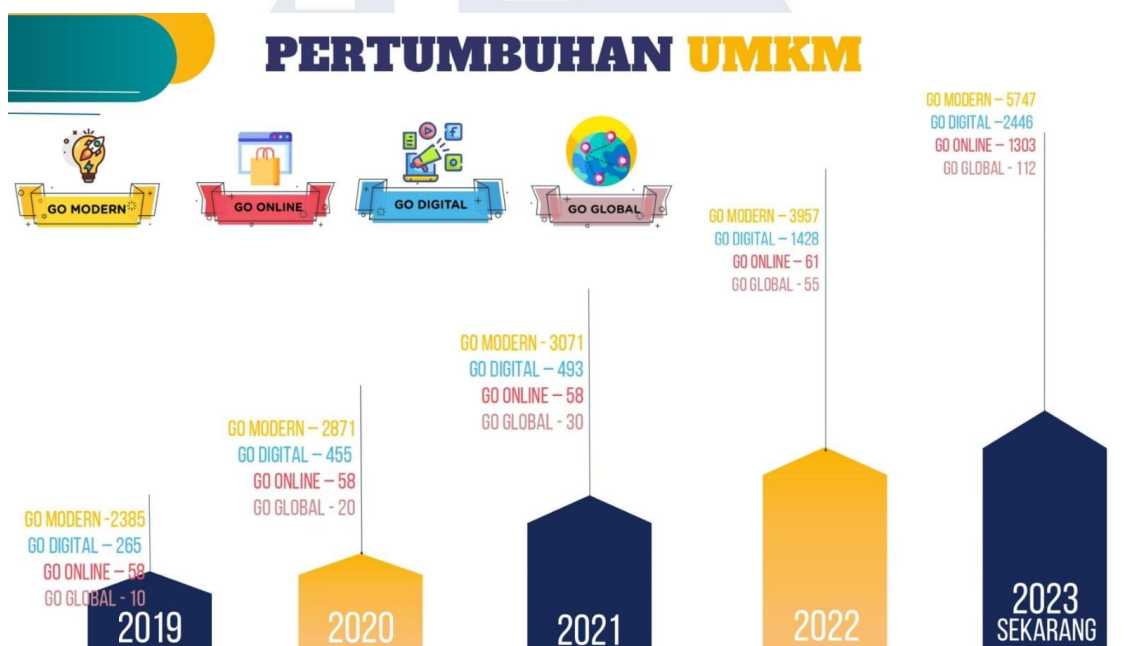 PERTUMBUHAN UMKM
GO MODERN
GO ONLINE
GO DIGITAL
GO GLOBAL
GO MODERN -2385
GO DIGITAL – 265
GO ONLINE – 58
GO GLOBAL - 10
2019
GO MODERN – 2871
GO DIGITAL – 455
GO ONLINE – 58
GO GLOBAL - 20
2020
GO MODERN - 3071
GO DIGITAL – 493
GO ONLINE – 58
GO GLOBAL - 30
2021
GO MODERN – 3957
GO DIGITAL – 1428
GO ONLINE – 61
GO GLOBAL - 55
2022
GO MODERN – 5747
GO DIGITAL –2446
GO ONLINE – 1303
GO GLOBAL - 112
2023
SEKARANG